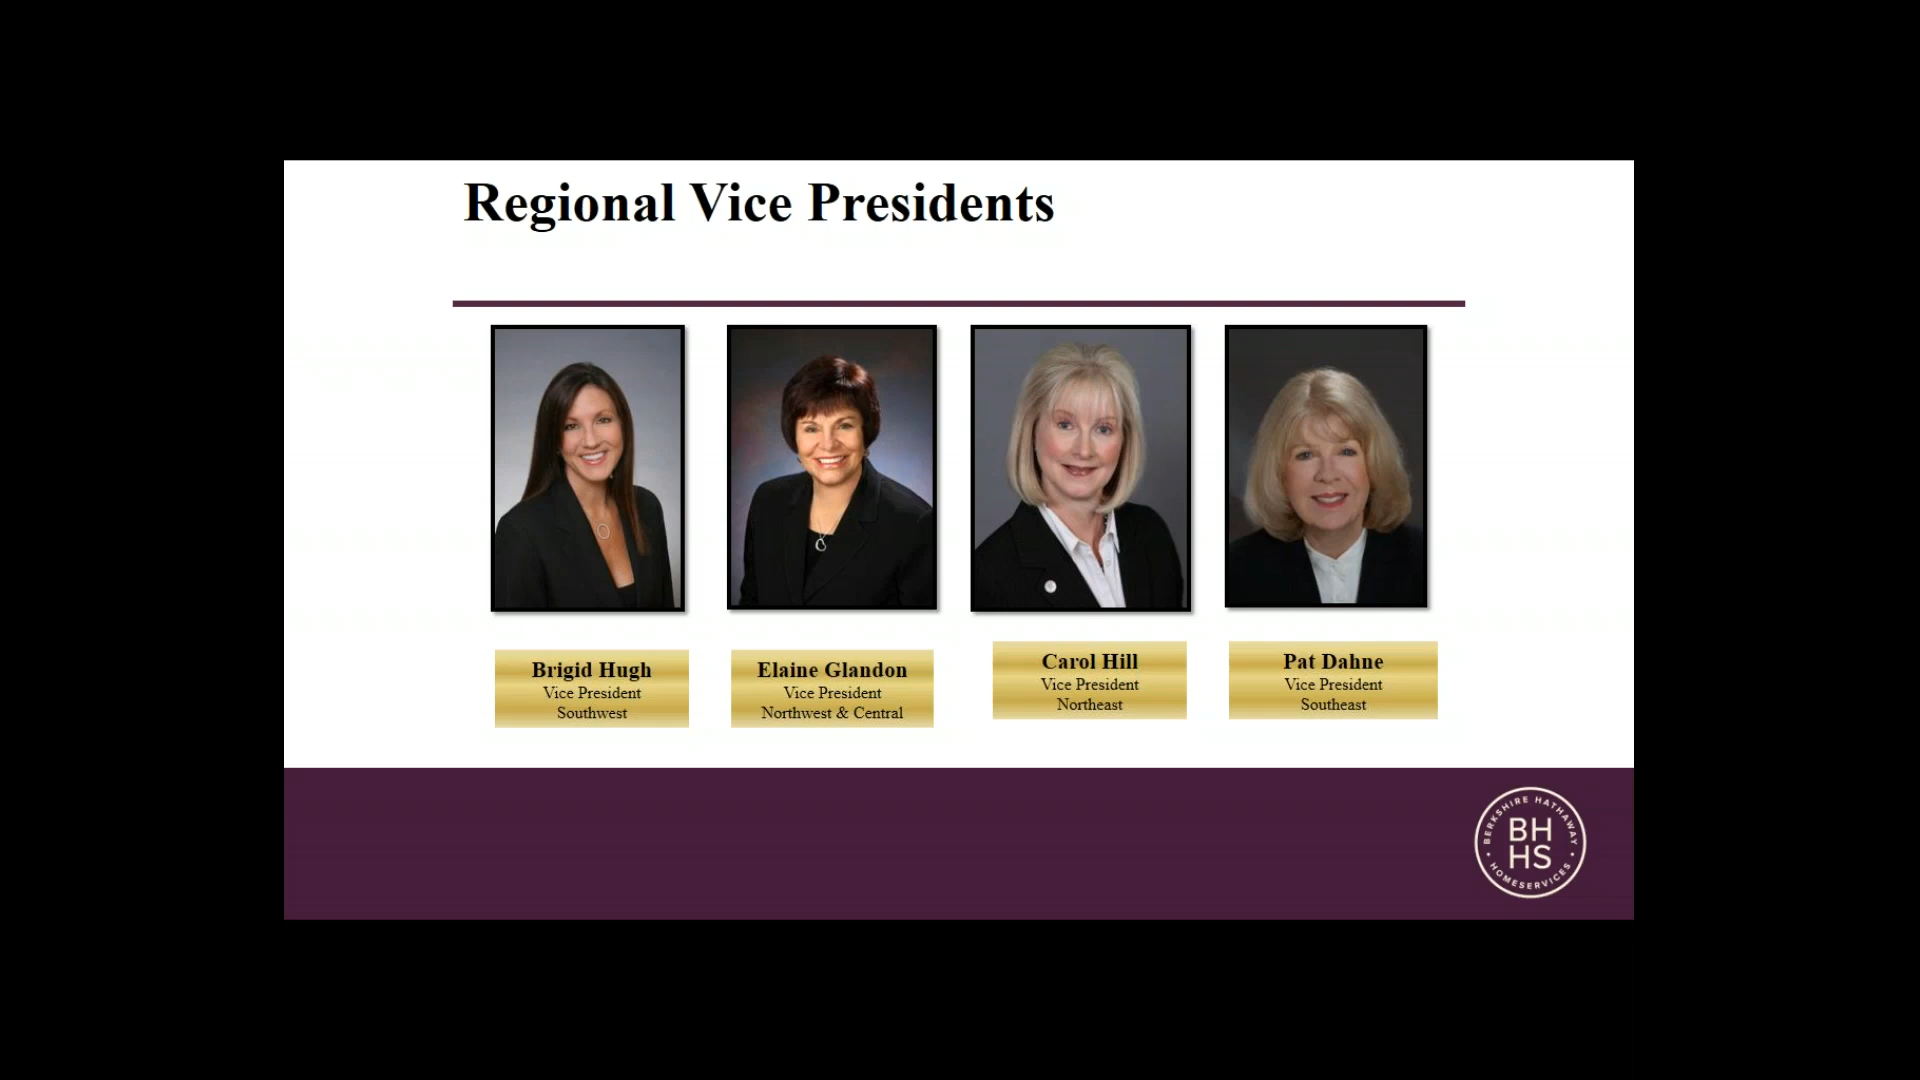 Regional Vice Presidents
Brigid Hugh
Vice President
Southwest
Elaine Glandon
Vice President
Northwest & Central
Carol Hill
Vice President
Northeast
Pat Dahne
Vice President
Southeast
BERKSHIRE HATHAWAY
BH
HS
HOMESERVICES